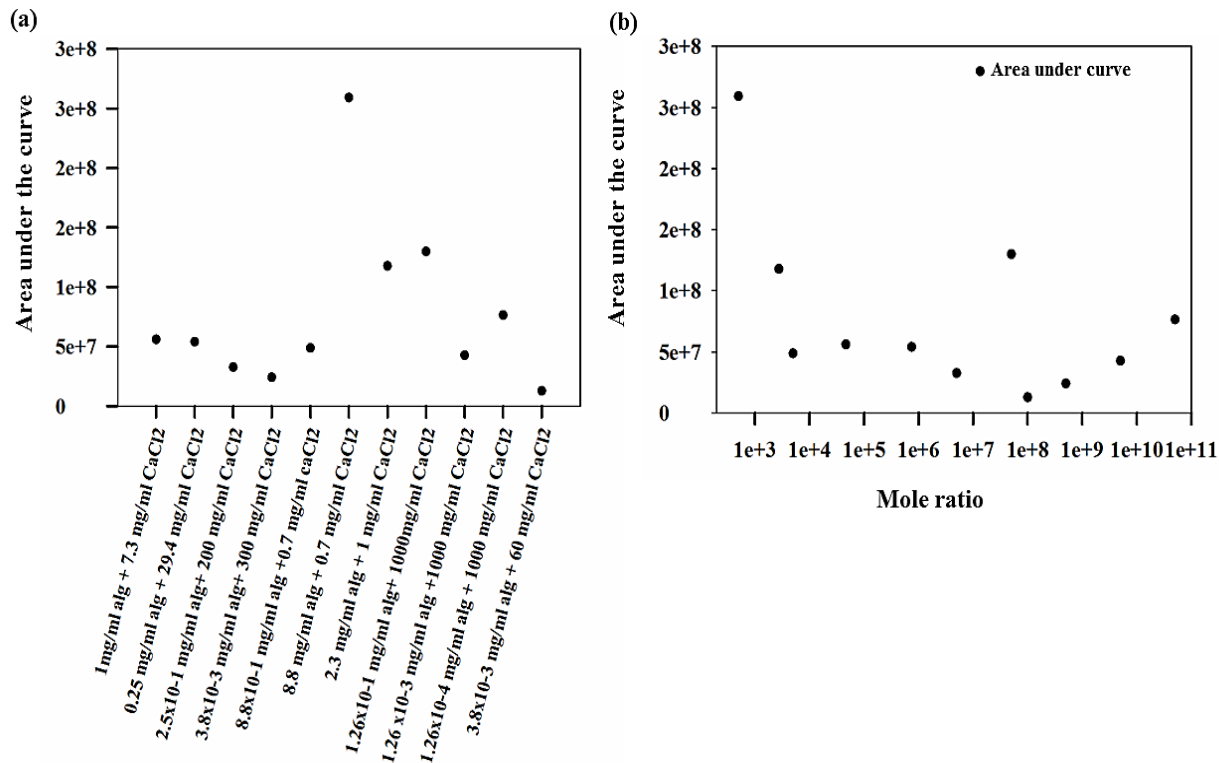 (a)
Area under the curve
3e+8
3e+8
2e+8
2e+8
1e+8
5e+7
0
1mg/ml alg + 7.3 mg/ml CaCl2
0.25 mg/ml alg + 29.4 mg/ml CaCl2
2.5x10-1 mg/ml alg+ 200 mg/ml CaCl2
3.8x10-3 mg/ml alg+ 300 mg/ml CaCl2
8.8x10-1 mg/ml alg +0.7 mg/ml caCl2
8.8 mg/ml alg + 0.7 mg/ml CaCl2
2.3 mg/ml alg + 1 mg/ml CaCl2
1.26x10-1 mg/ml alg+ 1000mg/ml CaCl2
1.26 x10-3 mg/ml alg +1000 mg/ml CaCl2
1.26x10-4 mg/ml alg + 1000 mg/ml CaCl2
3.8x10-3 mg/ml alg + 60 mg/ml CaCl2
(b)
Area under the curve
3e+8
3e+8
2e+8
2e+8
1e+8
5e+7
0
Area under curve
1e+3 1e+4 1e+5 1e+6 1e+7 1e+8 1e+9 1e+10 1e+11
Mole ratio